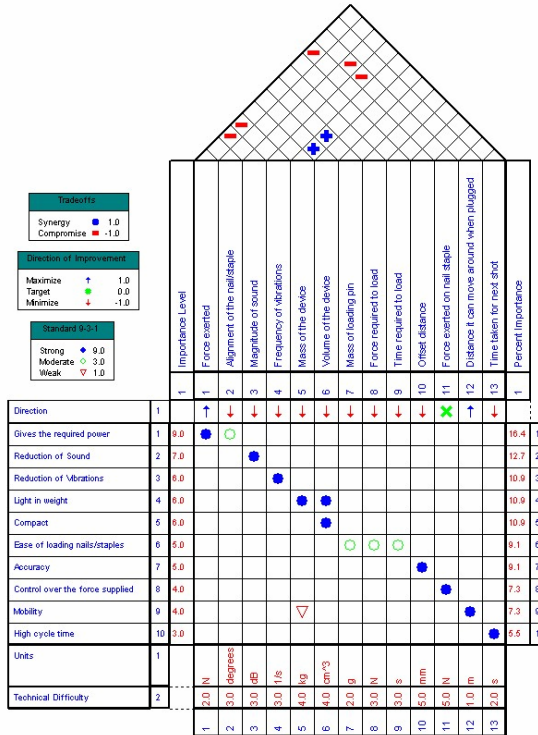 Tradeoffs
Synergy 1.0
Compromise -1.0
Direction of Improvement
Maximize ↑ 1.0
Target 0.0
Minimize ↓ -1.0
Standard 9-3-1
Strong 9.0
Moderate 3.0
Weak 1.0
Importance Level
Force exerted
Alignment of the nail/staple
Magnitude of sound
Frequency of vibrations
Mass of the device
Volume of the device
Mass of loading pin
Force required to load
Time required to load
Offset distance
Force exerted on nail staple
Distance it can move around when plugged
Time taken for next shot
Percent Importance
1 1 2 3 4 5 6 7 8 9 10 11 12 13 1
Direction 1 ↑ ↓ ↓ ↓ ↓ ↓ ↓ ↓ ↓ ↓ ↑ ↓
Gives the required power 1 9.0 16.4 1
Reduction of Sound 2 7.0 12.7 2
Reduction of Vibrations 3 6.0 10.9 3
Light in weight 4 6.0 10.9 4
Compact 5 6.0 10.9 5
Ease of loading nails/staples 6 5.0 9.1 6
Accuracy 7 5.0 9.1 7
Control over the force supplied 8 4.0 7.3 8
Mobility 9 4.0 7.3 9
High cycle time 10 3.0 5.5 1
Units 1 N degrees dB 1/s kg cm^3 g N s mm N m s
Technical Difficulty 2 2.0 3.0 3.0 3.0 4.0 4.0 2.0 3.0 3.0 5.0 5.0 1.0 2.0
1 2 3 4 5 6 7 8 9 10 11 12 13